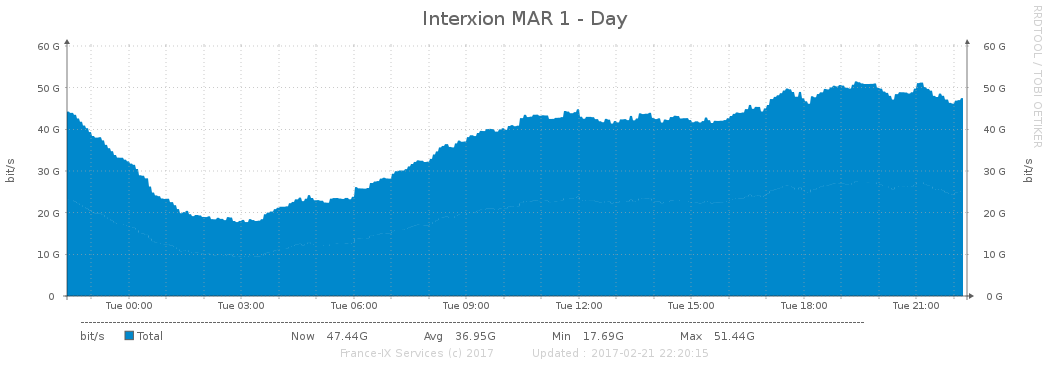 Interxion MAR 1 - Day
RRDTOOL / TOBI OETIKER
bit/s
bit/s
60 G 60 G
50 G 50 G
40 G 40 G
30 G 30 G
20 G 20 G
10 G 10 G
0 0 G
Tue 00:00 Tue 03:00 Tue 06:00 Tue 09:00 Tue 12:00 Tue 15:00 Tue 18:00 Tue 21:00
bit/s Total Now 47.44G Avg 36.95G Min 17.69G Max 51.44G
France-IX Services (c) 2017 Updated : 2017-02-21 22:20:15